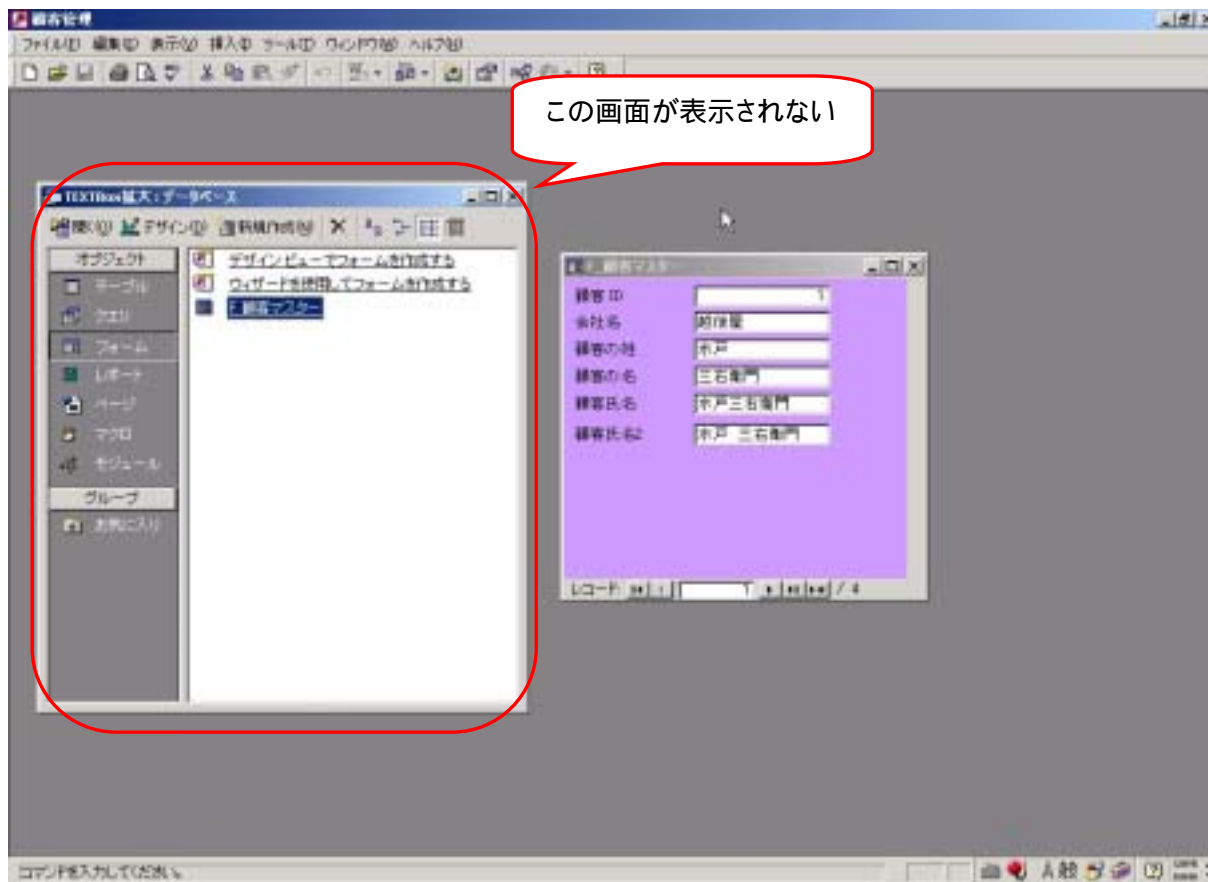 顧客管理
ファイル(F) 編集(E) 表示(V) 挿入(I) ツール(T) ウィンドウ(W) ヘルプ(H)
この画面が表示されない
TEXTBox拡大 : データベース
開く(O) デザイン(D) 新規作成(N)
オブジェクト
テーブル
クエリ
フォーム
レポート
ページ
マクロ
モジュール
グループ
お気に入り
デザイン ビューでフォームを作成する
ウィザードを使用してフォームを作成する
F_顧客マスター
F_顧客マスター
顧客 ID 1
会社名 越後屋
顧客の姓 水戸
顧客の名 三右衛門
顧客氏名 水戸三右衛門
顧客氏名2 水戸 三右衛門
レコード: 1 / 4
コマンドを入力してください。
A 般